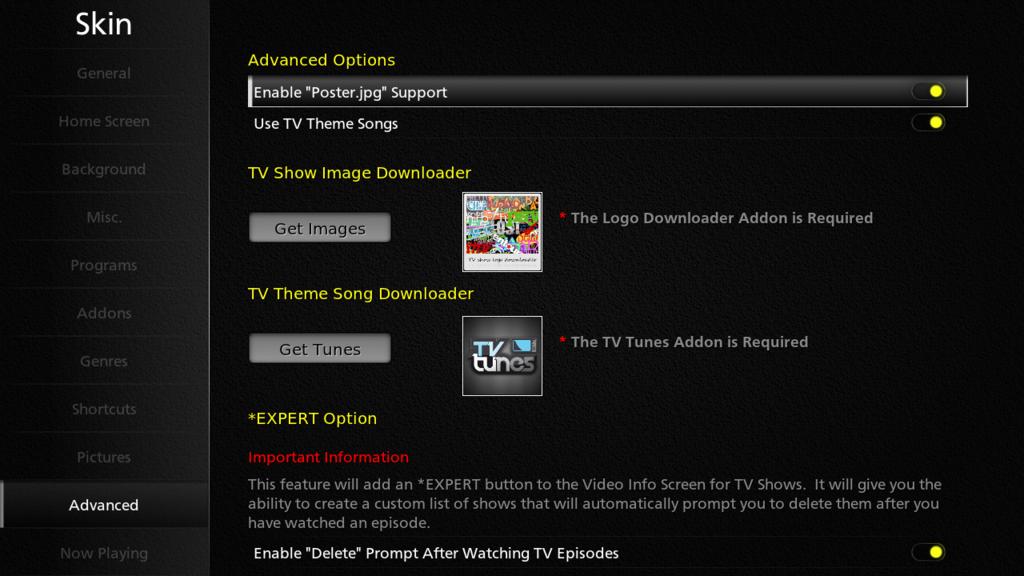 Skin
General
Home Screen
Background
Misc.
Programs
Addons
Genres
Shortcuts
Pictures
Advanced
Now Playing
Advanced Options
Enable "Poster.jpg" Support
Use TV Theme Songs
TV Show Image Downloader
Get Images
TV show logo downloader
* The Logo Downloader Addon is Required
TV Theme Song Downloader
Get Tunes
TV
tunes
* The TV Tunes Addon is Required
*EXPERT Option
Important Information
This feature will add an *EXPERT button to the Video Info Screen for TV Shows.  It will give you the
ability to create a custom list of shows that will automatically prompt you to delete them after you
have watched an episode.
Enable "Delete" Prompt After Watching TV Episodes